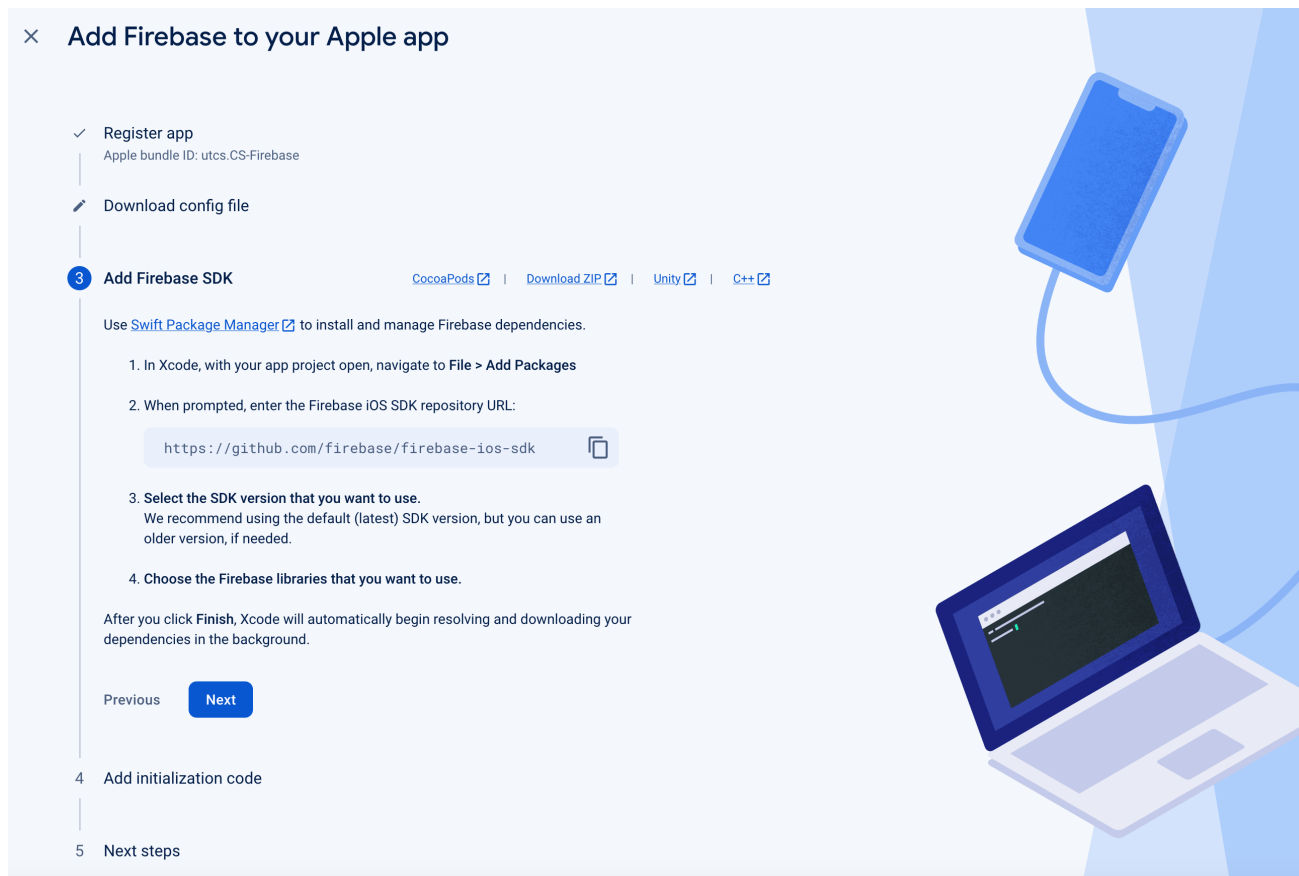 Add Firebase to your Apple app
Register app
Apple bundle ID: utcs.CS-Firebase
Download config file
3 Add Firebase SDK CocoaPods | Download ZIP | Unity | C++
Use Swift Package Manager to install and manage Firebase dependencies.
1. In Xcode, with your app project open, navigate to File > Add Packages
2. When prompted, enter the Firebase iOS SDK repository URL:
https://github.com/firebase/firebase-ios-sdk
3. Select the SDK version that you want to use.
We recommend using the default (latest) SDK version, but you can use an
older version, if needed.
4. Choose the Firebase libraries that you want to use.
After you click Finish, Xcode will automatically begin resolving and downloading your
dependencies in the background.
Previous Next
4 Add initialization code
5 Next steps